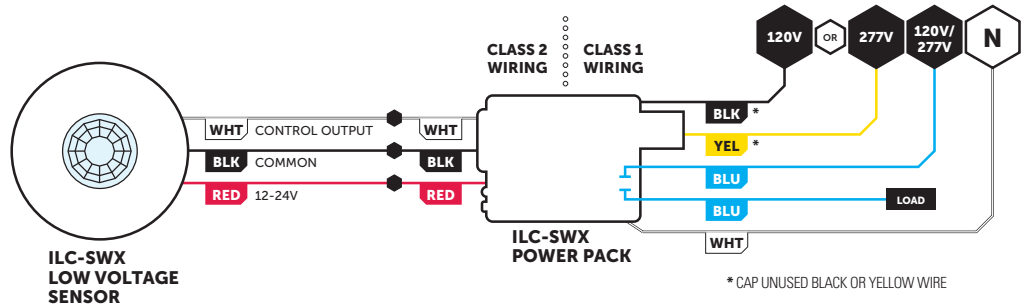 CLASS 2
WIRING
CLASS 1
WIRING
120V
OR
277V
120V/
277V
N
WHT CONTROL OUTPUT
WHT
BLK COMMON
BLK
RED 12-24V
RED
BLK *
YEL *
BLU
BLU
LOAD
WHT
ILC-SWX
LOW VOLTAGE
SENSOR
ILC-SWX
POWER PACK
* CAP UNUSED BLACK OR YELLOW WIRE